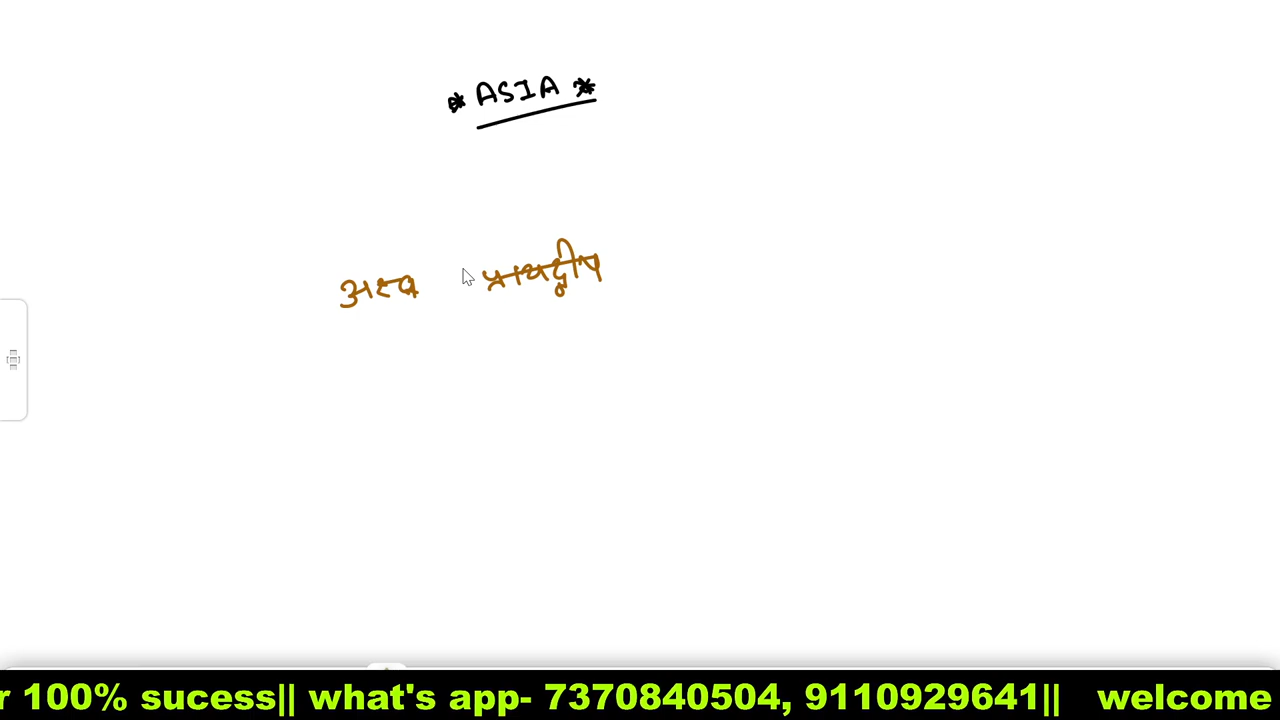 * ASIA *
अरब प्रायद्वीप
r 100% sucess|| what's app- 7370840504, 9110929641|| welcome